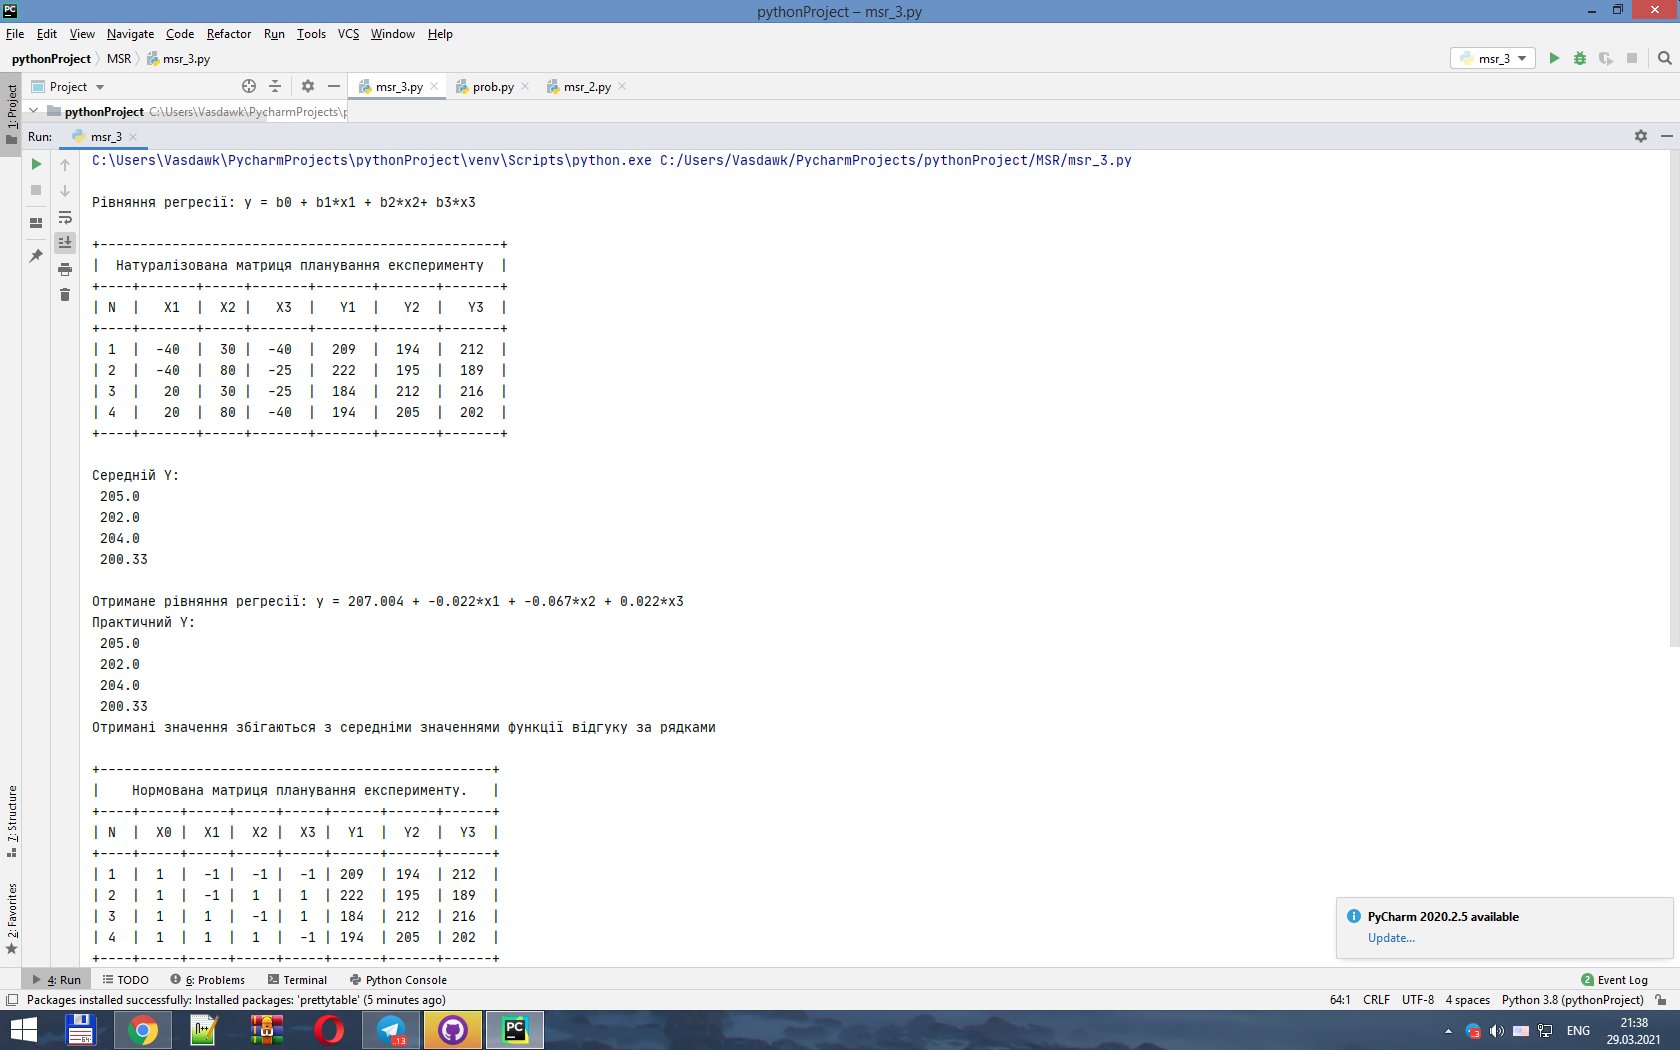 PC pythonProject – msr_3.py
File Edit View Navigate Code Refactor Run Tools VCS Window Help
pythonProject MSR msr_3.py msr_3
Project msr_3.py prob.py msr_2.py
1: Project
pythonProject C:\Users\Vasdawk\PycharmProjects\p
Run: msr_3
C:\Users\Vasdawk\PycharmProjects\pythonProject\venv\Scripts\python.exe C:/Users/Vasdawk/PycharmProjects/pythonProject/MSR/msr_3.py
Рівняння регресії: y = b0 + b1*x1 + b2*x2+ b3*x3
+--------------------------------------------------+
|  Натуралізована матриця планування експерименту  |
+----+-------+-----+-------+-------+-------+-------+
| N  |   X1  |  X2 |   X3  |   Y1  |   Y2  |   Y3  |
+----+-------+-----+-------+-------+-------+-------+
| 1  |  -40  |  30 |  -40  |  209  |  194  |  212  |
| 2  |  -40  |  80 |  -25  |  222  |  195  |  189  |
| 3  |   20  |  30 |  -25  |  184  |  212  |  216  |
| 4  |   20  |  80 |  -40  |  194  |  205  |  202  |
+----+-------+-----+-------+-------+-------+-------+
Середній Y:
205.0
202.0
204.0
200.33
Отримане рівняння регресії: y = 207.004 + -0.022*x1 + -0.067*x2 + 0.022*x3
Практичний Y:
205.0
202.0
204.0
200.33
Отримані значення збігаються з середніми значеннями функції відгуку за рядками
+-------------------------------------------------+
|    Нормована матриця планування експерименту.   |
+----+-----+-----+-----+-----+------+------+------+
| N  |  X0 |  X1 |  X2 |  X3 |  Y1  |  Y2  |  Y3  |
+----+-----+-----+-----+-----+------+------+------+
| 1  |  1  |  -1 |  -1 |  -1 | 209  | 194  | 212  |
| 2  |  1  |  -1 |  1  |  1  | 222  | 195  | 189  |
| 3  |  1  |  1  |  -1 |  1  | 184  | 212  | 216  |
| 4  |  1  |  1  |  1  |  -1 | 194  | 205  | 202  |
+----+-----+-----+-----+-----+------+------+------+
7: Structure
2: Favorites
PyCharm 2020.2.5 available
Update...
4: Run TODO 6: Problems Terminal Python Console 2 Event Log
Packages installed successfully: Installed packages: 'prettytable' (5 minutes ago) 64:1 CRLF UTF-8 4 spaces Python 3.8 (pythonProject)
64 N++ 13 PC 3 ENG 21:38
29.03.2021